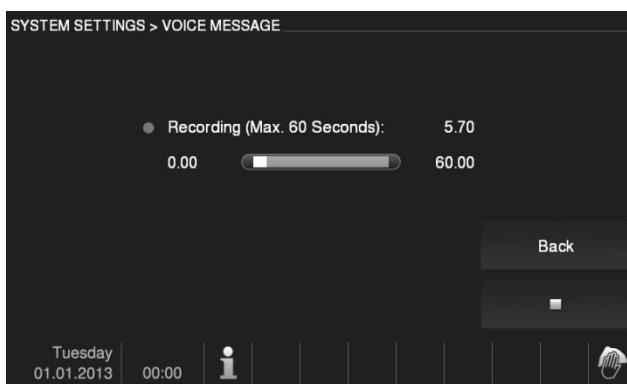 SYSTEM SETTINGS > VOICE MESSAGE
Recording (Max. 60 Seconds): 5.70
0.00 60.00
Back
Tuesday
01.01.2013 00:00